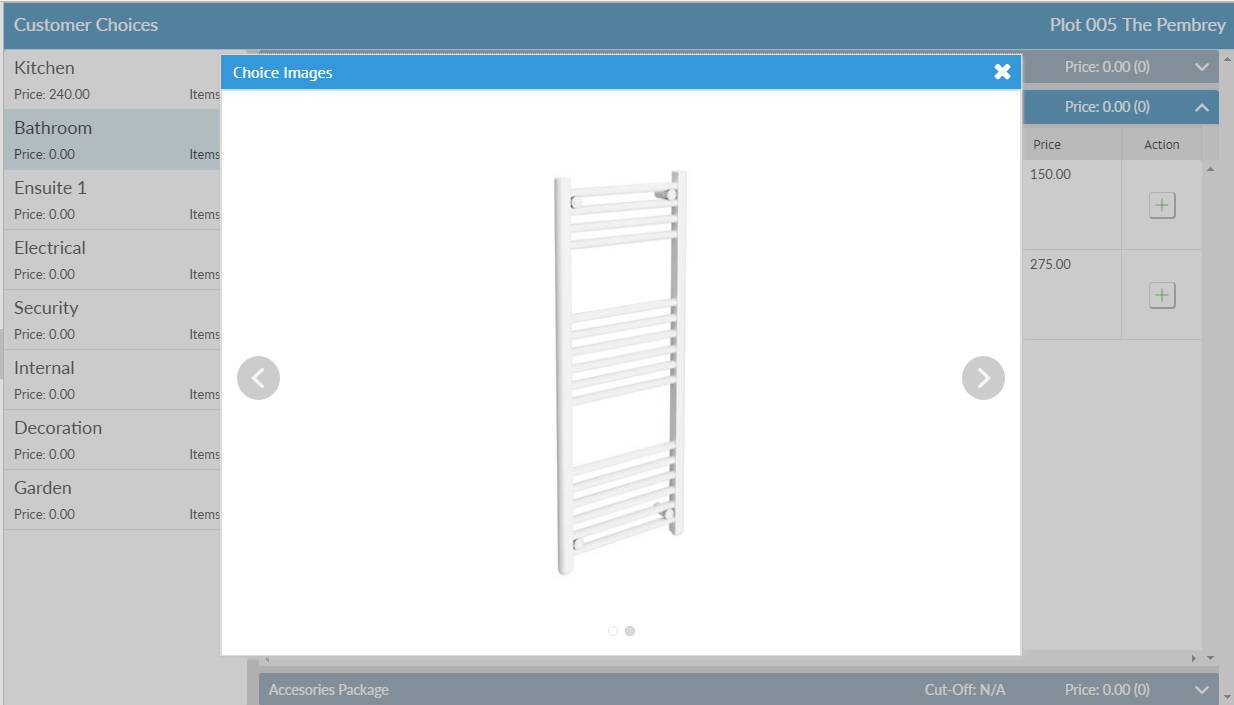 Customer Choices
Plot 005 The Pembrey
Kitchen
Price: 240.00 Items
Bathroom
Price: 0.00 Items
Ensuite 1
Price: 0.00 Items
Electrical
Price: 0.00 Items
Security
Price: 0.00 Items
Internal
Price: 0.00 Items
Decoration
Price: 0.00 Items
Garden
Price: 0.00 Items
Choice Images
Price: 0.00 (0)
Price: 0.00 (0)
Price Action
150.00
275.00
Accesories Package Cut-Off: N/A Price: 0.00 (0)